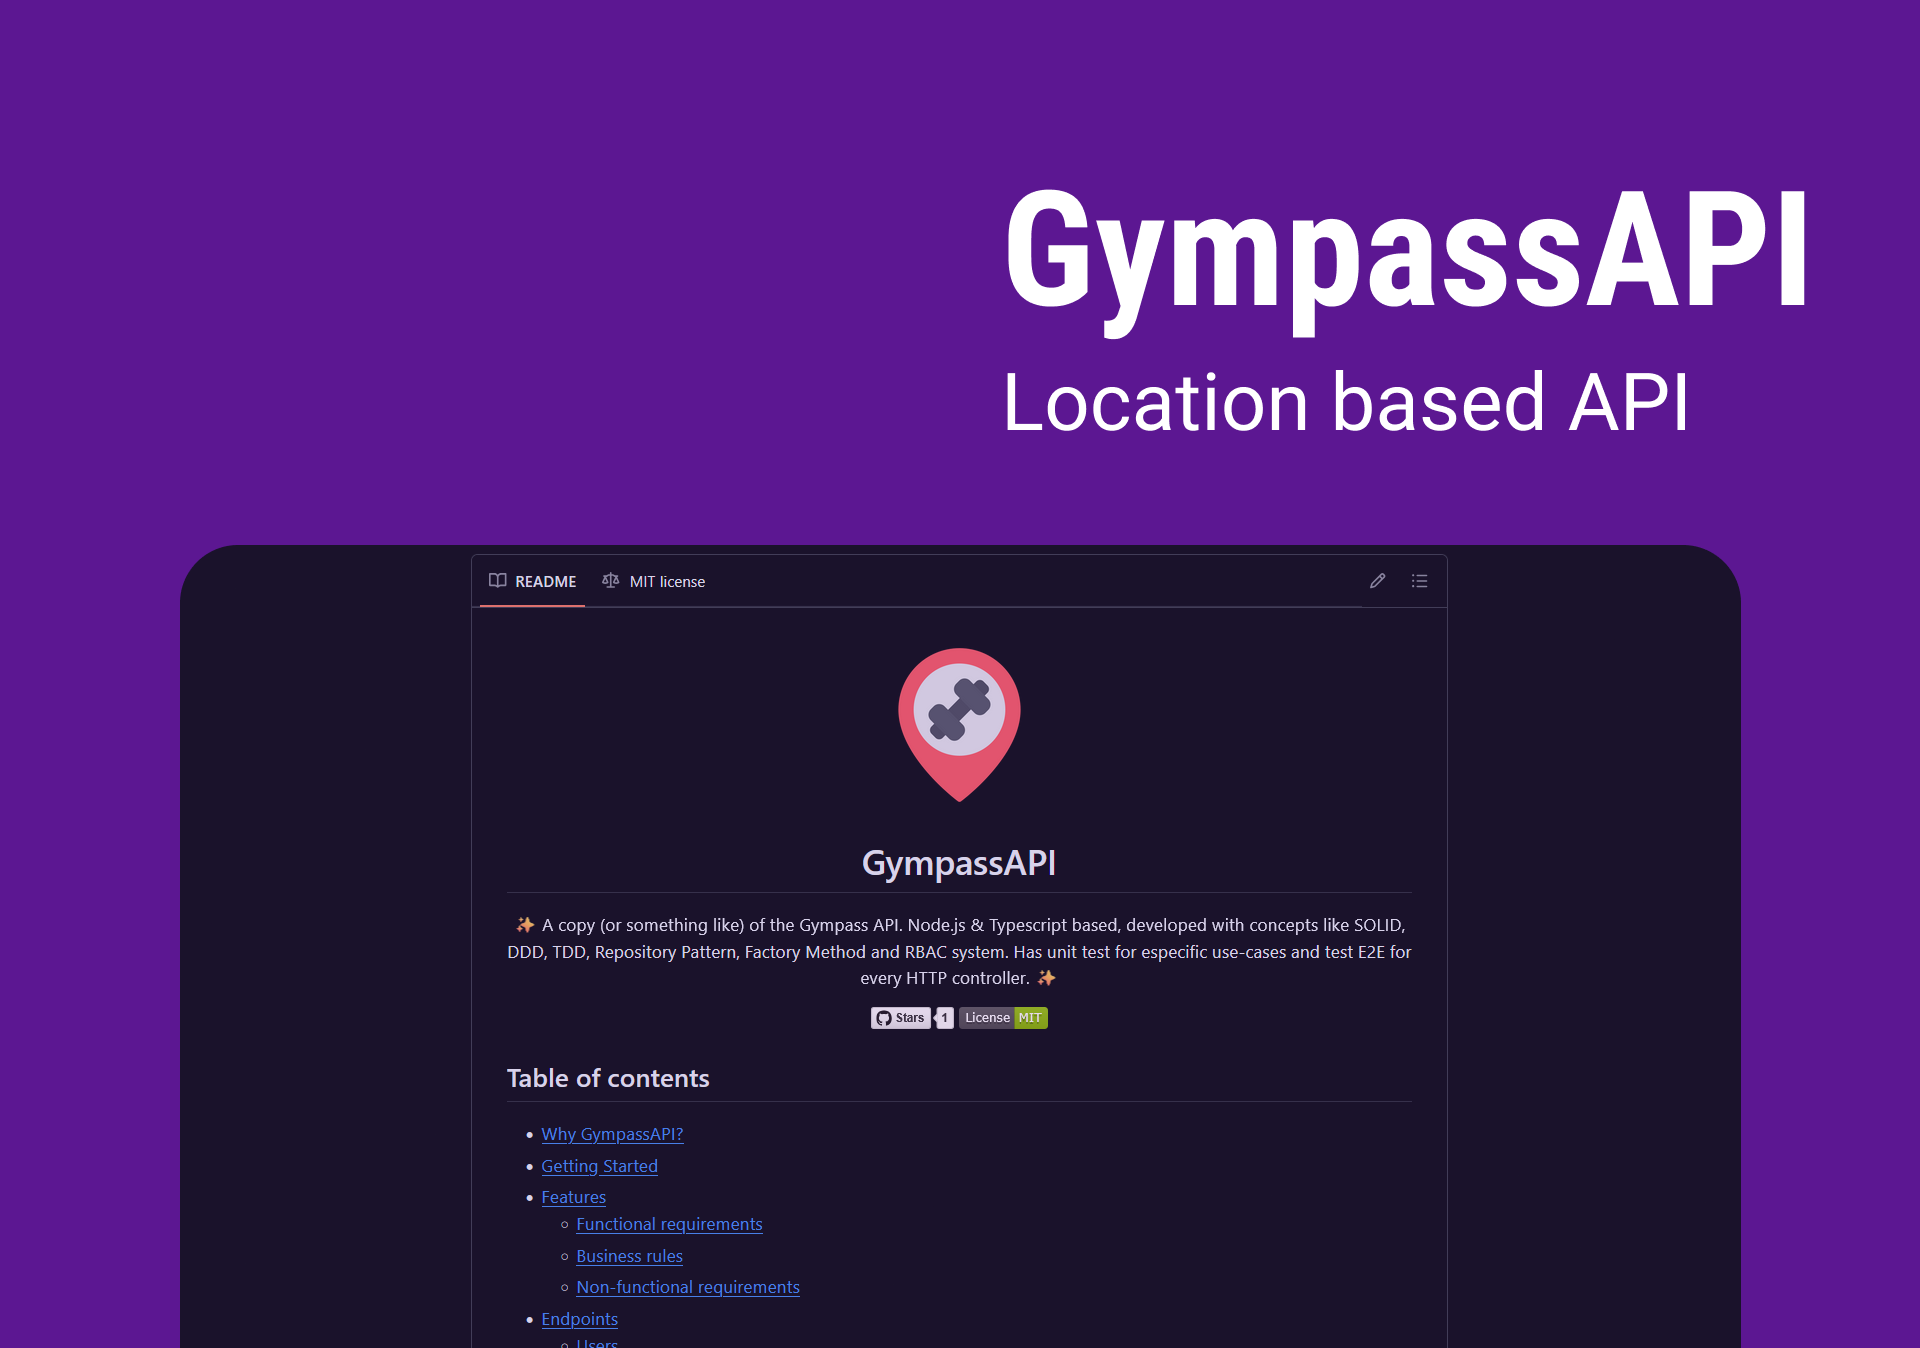 GympassAPI
Location based API
README MIT license
GympassAPI
✨ A copy (or something like) of the Gympass API. Node.js & Typescript based, developed with concepts like SOLID,
DDD, TDD, Repository Pattern, Factory Method and RBAC system. Has unit test for especific use-cases and test E2E for
every HTTP controller. ✨
Stars 1 License MIT
Table of contents
• Why GympassAPI?
• Getting Started
• Features
◦ Functional requirements
◦ Business rules
◦ Non-functional requirements
• Endpoints
◦ Users